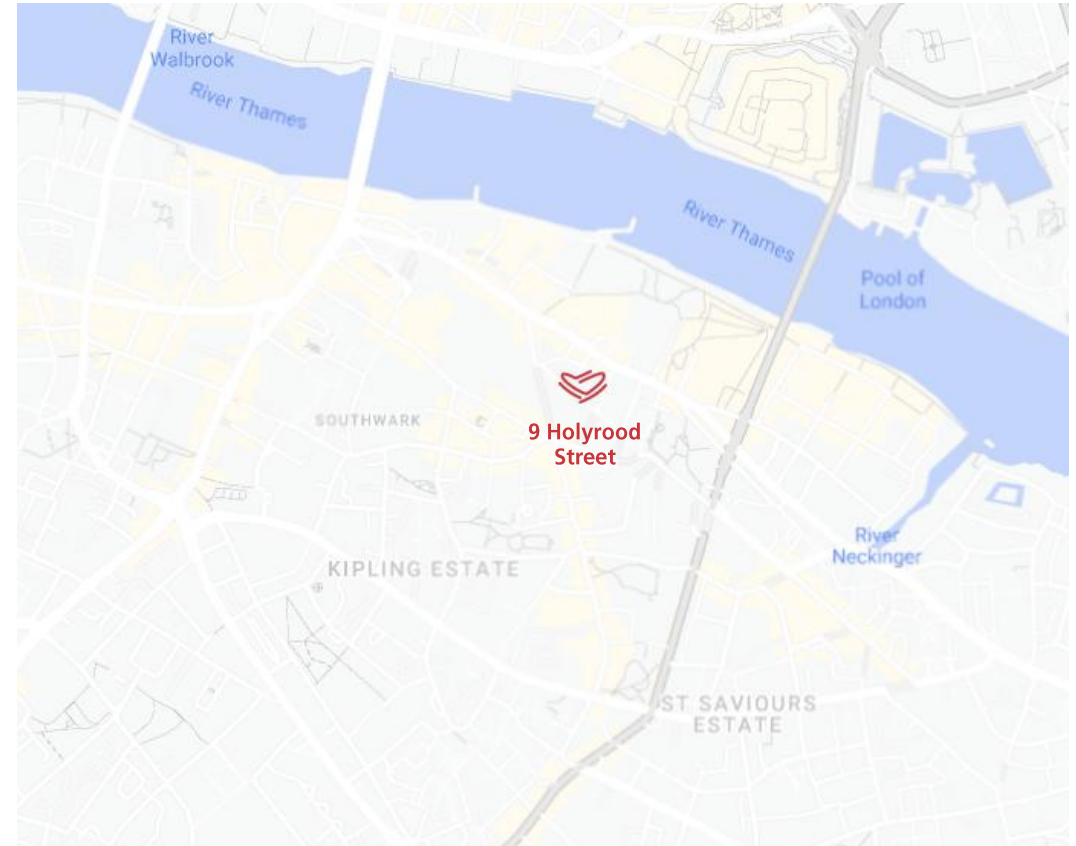 River
Walbrook
River Thames
River Thames
Pool of
London
SOUTHWARK
9 Holyrood
Street
River
Neckinger
KIPLING ESTATE
ST SAVIOURS
ESTATE